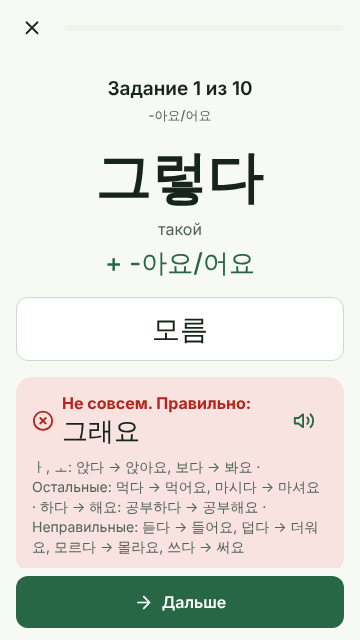 Задание 1 из 10
-아요/어요
그렇다
такой
+ -아요/어요
모름
Не совсем. Правильно:
그래요
ㅏ, ㅗ: 앉다 → 앉아요, 보다 → 봐요 ·
Остальные: 먹다 → 먹어요, 마시다 → 마셔요
· 하다 → 해요: 공부하다 → 공부해요 ·
Неправильные: 듣다 → 들어요, 덥다 → 더워
요, 모르다 → 몰라요, 쓰다 → 써요
Дальше